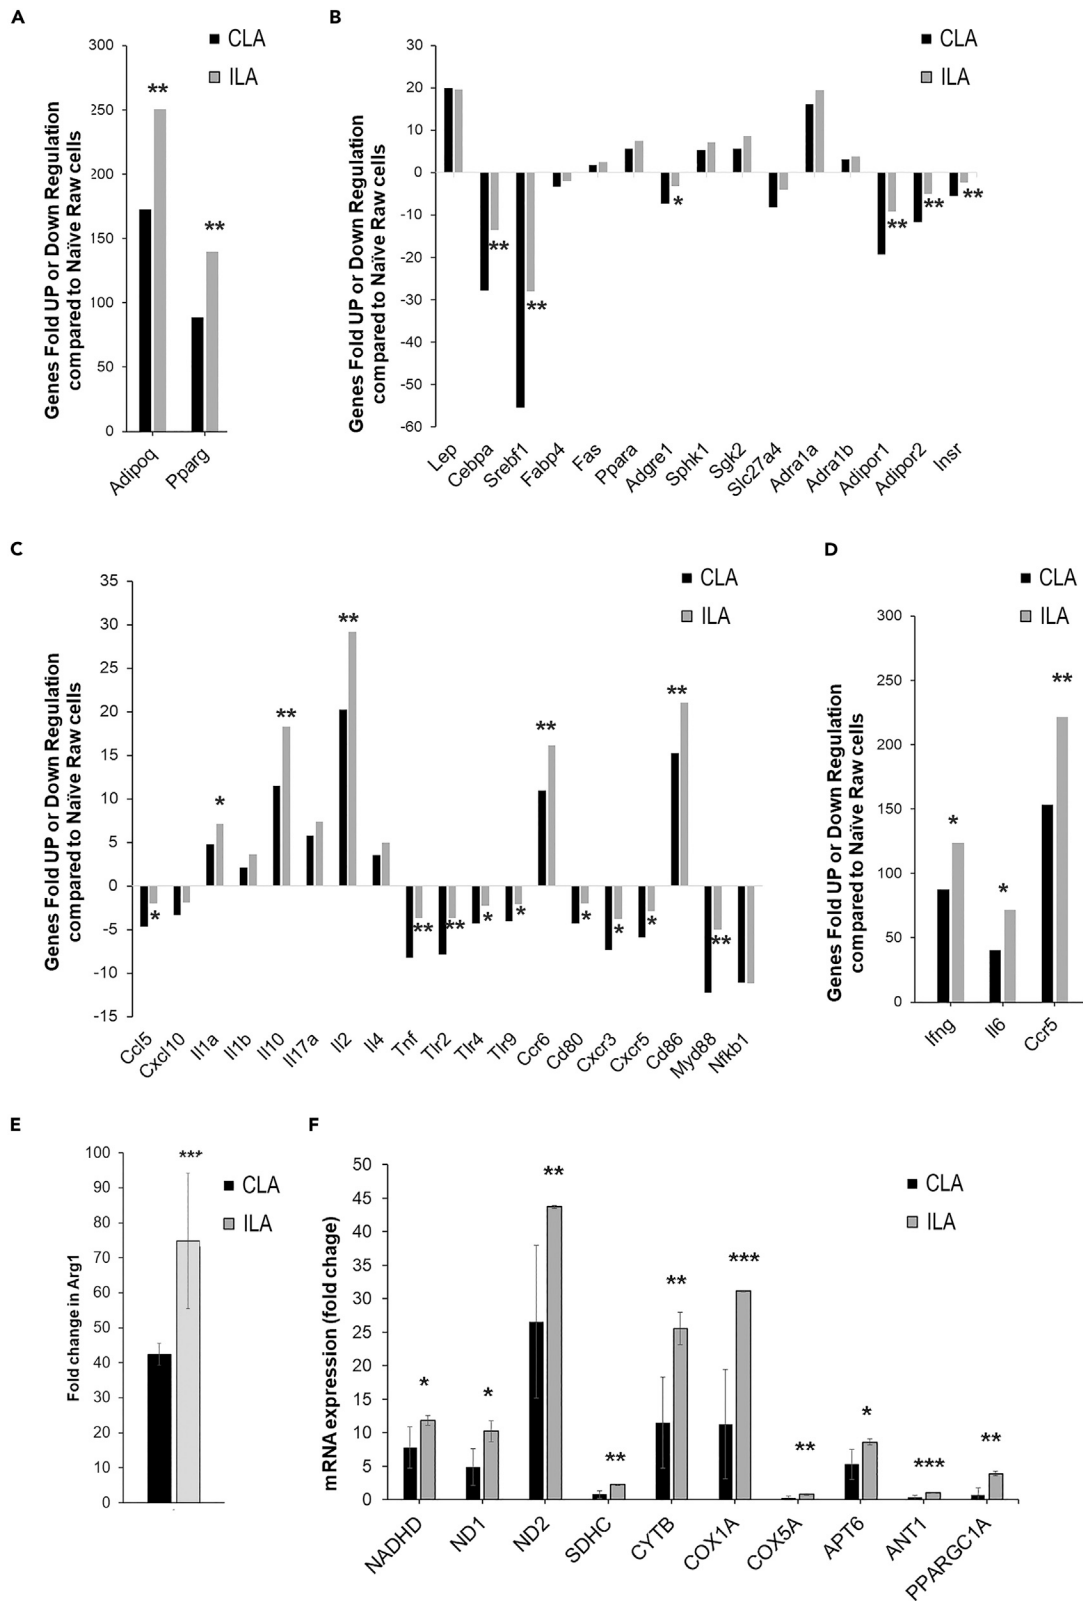 A
CLA
ILA
Genes Fold UP or Down Regulation
compared to Naïve Raw cells
300
250
200
150
100
50
0
**
**
Adipoq
Pparg
B
CLA
ILA
Genes Fold UP or Down Regulation
compared to Naïve Raw cells
30
20
10
0
-10
-20
-30
-40
-50
-60
**
**
*
**
**
**
Lep
Cebpa
Srebf1
Fabp4
Fas
Ppara
Adgre1
Sphk1
Sgk2
Slc27a4
Adra1a
Adra1b
Adipor1
Adipor2
Insr
C
CLA
ILA
Genes Fold UP or Down Regulation
compared to Naïve Raw cells
35
30
25
20
15
10
5
0
-5
-10
-15
*
*
**
**
**
**
*
*
**
*
*
*
**
**
Ccl5
Cxcl10
Il1a
Il1b
Il10
Il17a
Il2
Il4
Tnf
Tlr2
Tlr4
Tlr9
Ccr6
Cd80
Cxcr3
Cxcr5
Cd86
Myd88
Nfkb1
D
CLA
ILA
Genes Fold UP or Down Regulation
compared to Naïve Raw cells
300
250
200
150
100
50
0
*
*
**
Ifng
Il6
Ccr5
E
CLA
ILA
Fold change in Arg1
100
90
80
70
60
50
40
30
20
10
0
***
F
CLA
ILA
mRNA expression (fold chage)
50
45
40
35
30
25
20
15
10
5
0
*
*
**
**
**
***
**
*
***
**
NADHD
ND1
ND2
SDHC
CYTB
COX1A
COX5A
APT6
ANT1
PPARGC1A